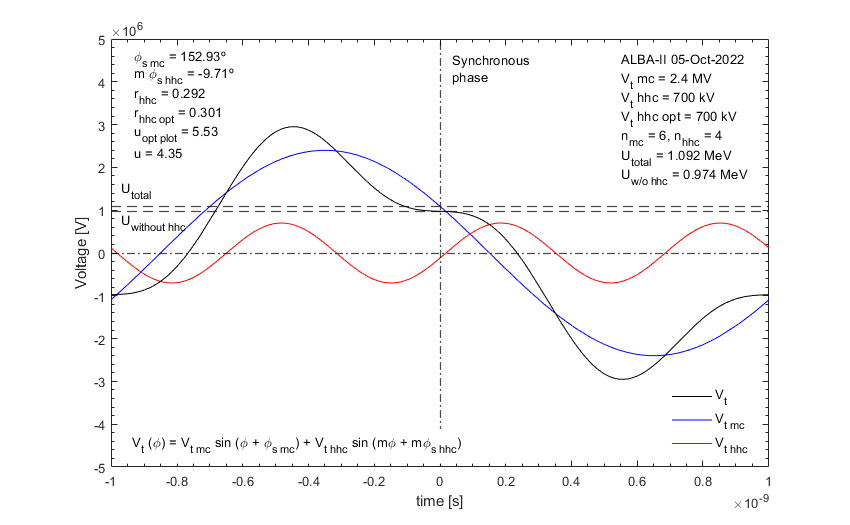 ×10⁶
ϕs mc = 152.93º
m ϕs hhc = -9.71º
rhhc = 0.292
rhhc opt = 0.301
uopt plot = 5.53
u = 4.35
Synchronous
phase
ALBA-II 05-Oct-2022
Vt mc = 2.4 MV
Vt hhc = 700 kV
Vt hhc opt = 700 kV
nmc = 6, nhhc = 4
Utotal = 1.092 MeV
Uw/o hhc = 0.974 MeV
Utotal
Uwithout hhc
5
4
3
2
1
0
-1
-2
-3
-4
-5
Voltage [V]
Vt
Vt mc
Vt hhc
Vt (ϕ) = Vt mc sin (ϕ + ϕs mc) + Vt hhc sin (mϕ + mϕs hhc)
-1 -0.8 -0.6 -0.4 -0.2 0 0.2 0.4 0.6 0.8 1
time [s]
×10⁻⁹